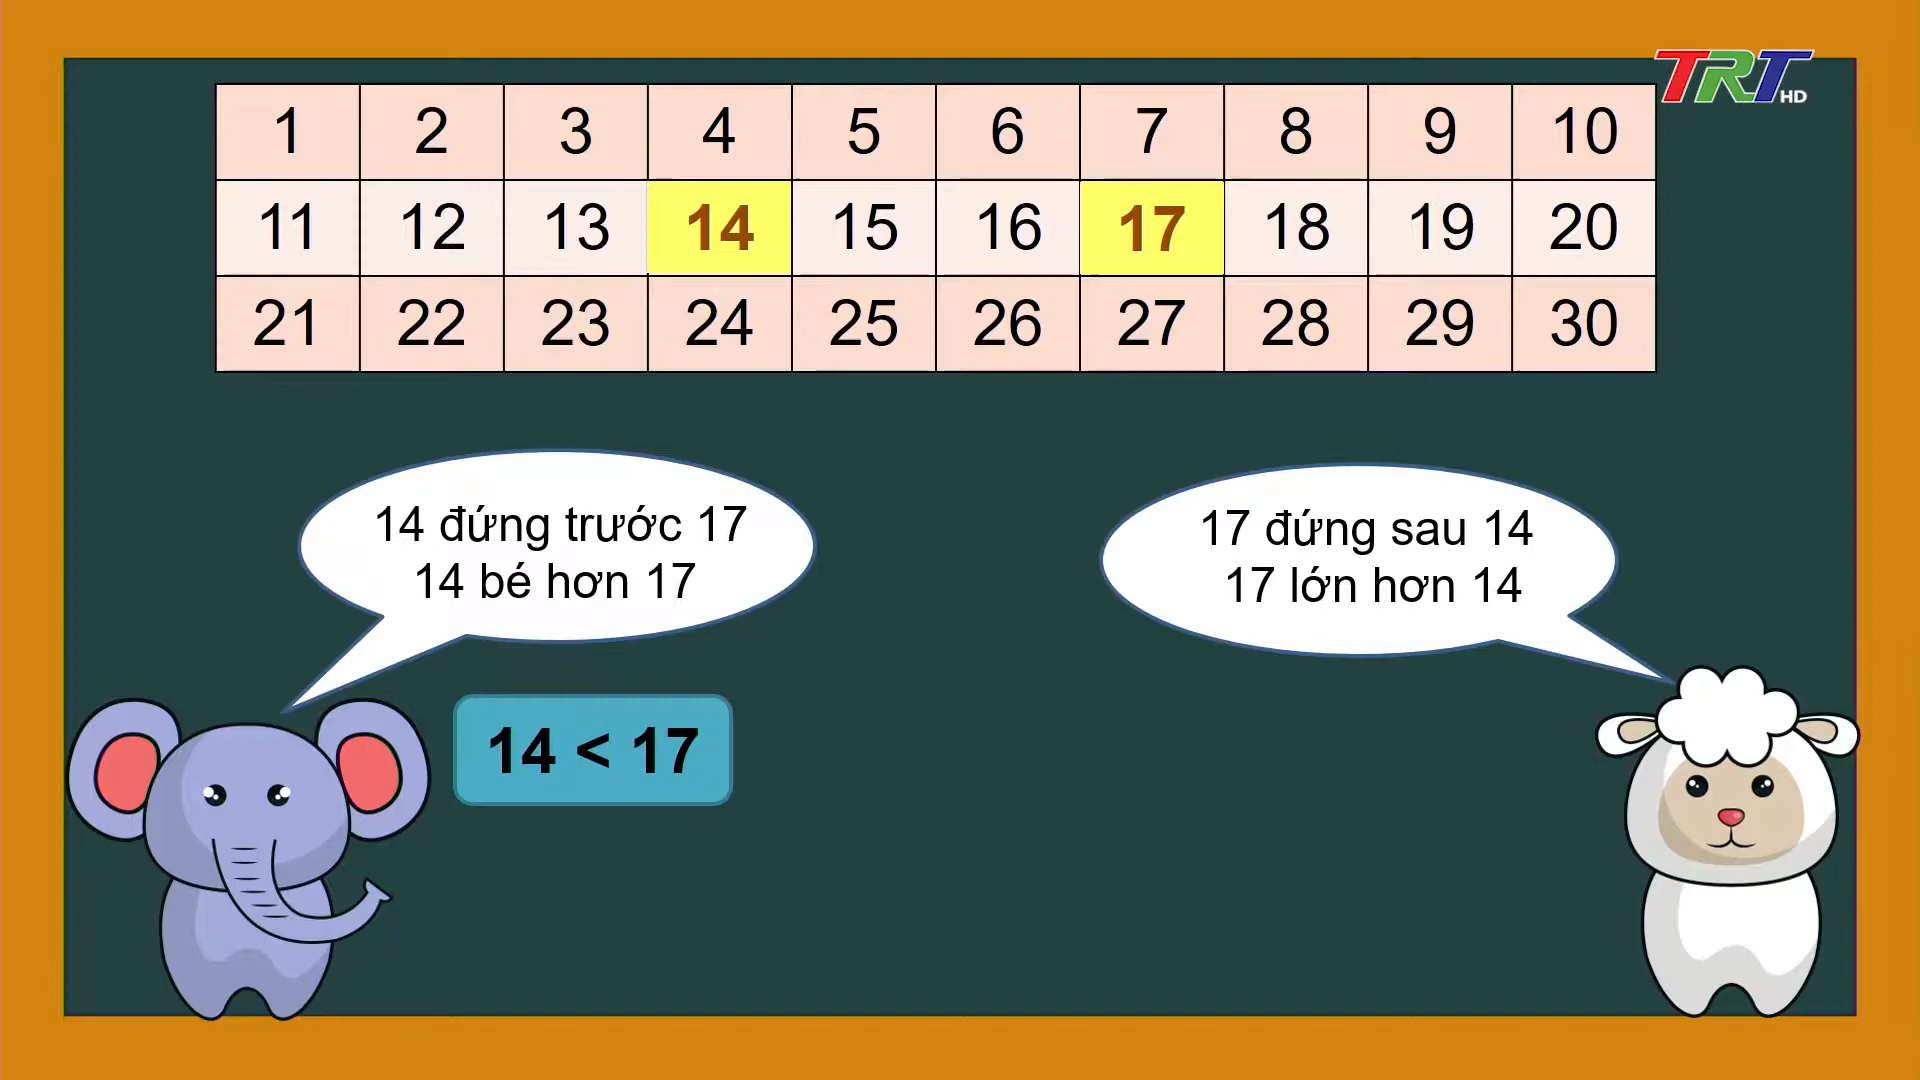 TRT HD
1 2 3 4 5 6 7 8 9 10
11 12 13 14 15 16 17 18 19 20
21 22 23 24 25 26 27 28 29 30
14 đứng trước 17
14 bé hơn 17
17 đứng sau 14
17 lớn hơn 14
14 < 17